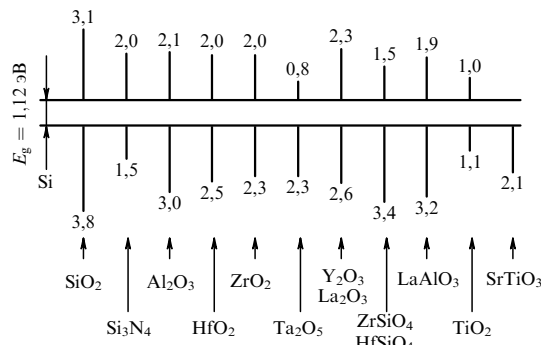 3,1
2,0
2,1
2,0
2,0
0,8
2,3
1,5
1,9
1,0
E_g = 1,12 эВ
Si
3,8
1,5
3,0
2,5
2,3
2,3
2,6
3,4
3,2
1,1
2,1
SiO₂
Al₂O₃
ZrO₂
Y₂O₃
La₂O₃
LaAlO₃
SrTiO₃
Si₃N₄
HfO₂
Ta₂O₅
ZrSiO₄
HfSiO₄
TiO₂